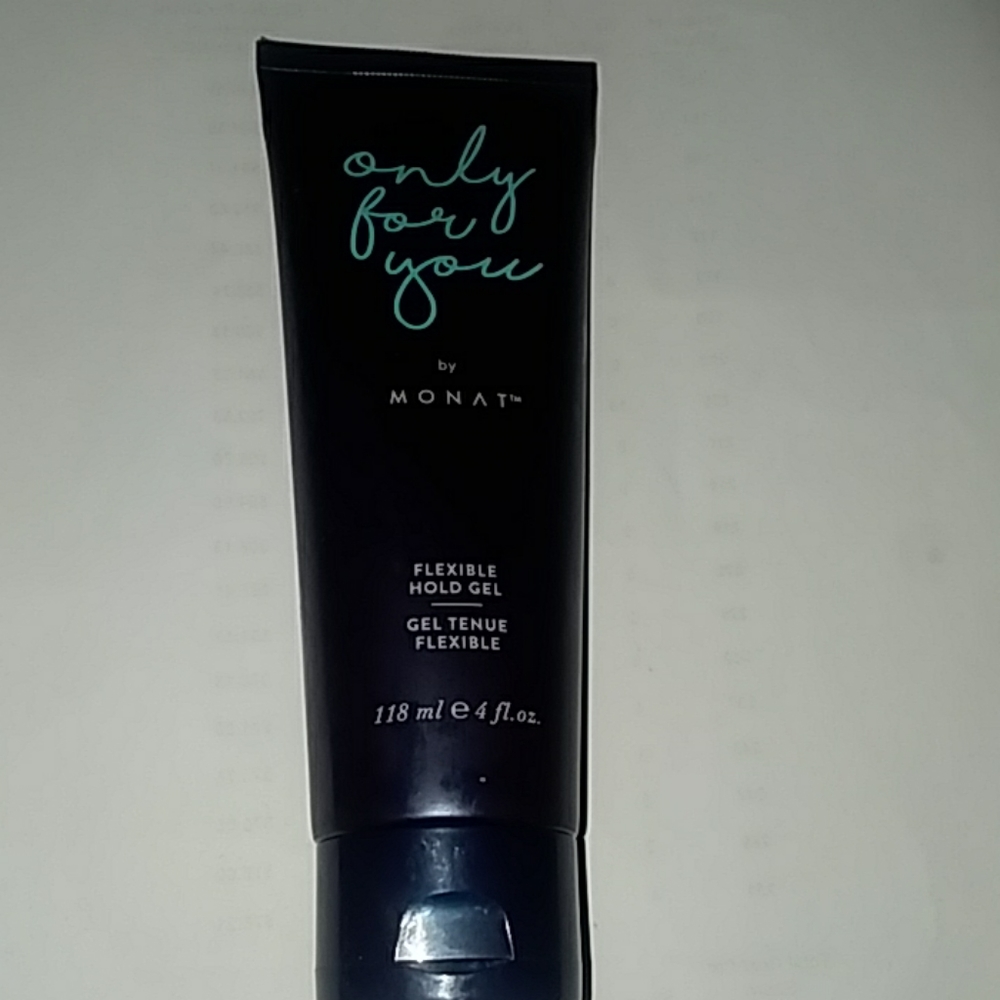 only
for
you
by
MONAT™
FLEXIBLE
HOLD GEL
GEL TENUE
FLEXIBLE
118 ml e 4 fl.oz.